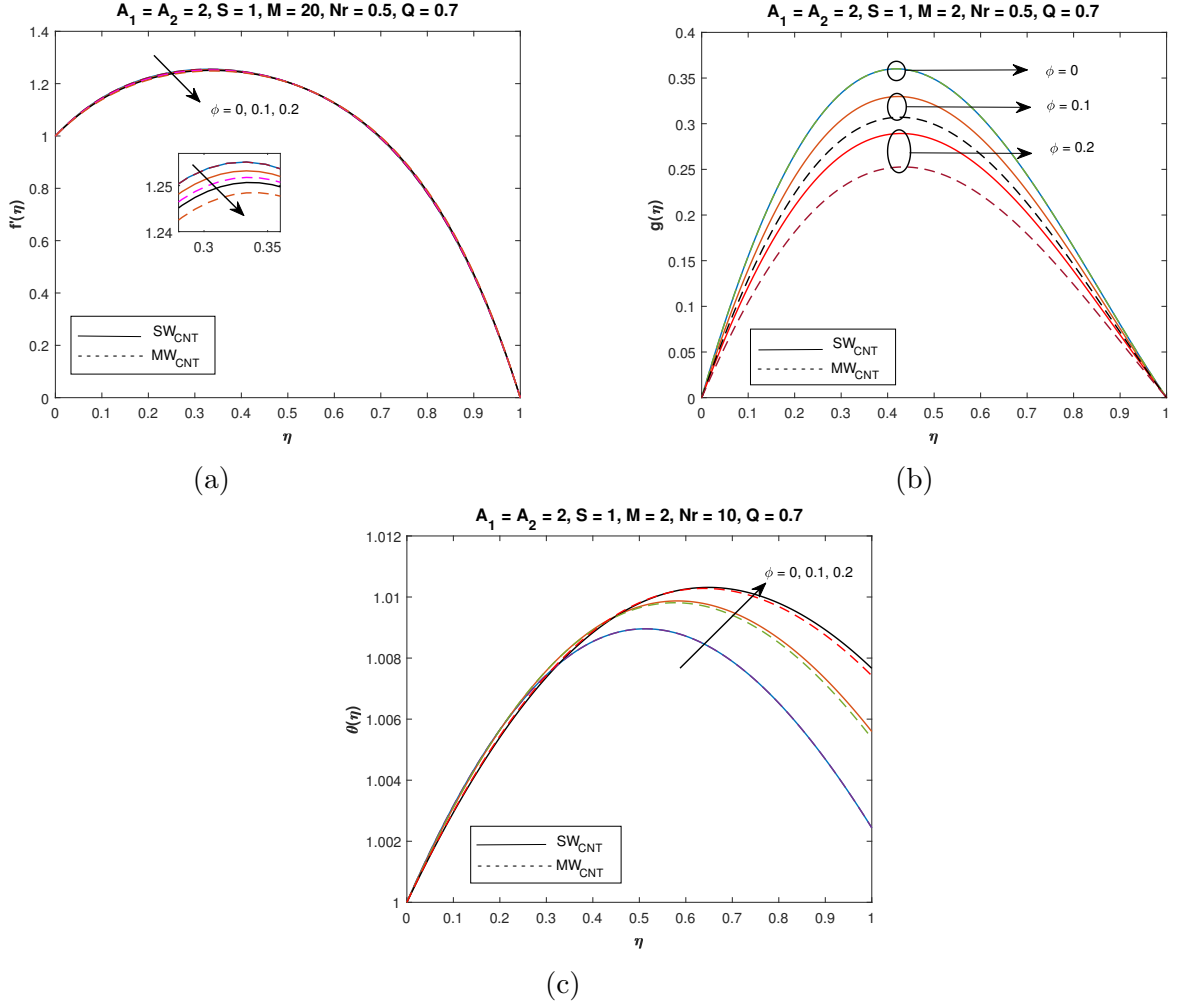 A₁ = A₂ = 2, S = 1, M = 20, Nr = 0.5, Q = 0.7
1.4
1.2
1
0.8
0.6
0.4
0.2
0
f'(η)
ϕ = 0, 0.1, 0.2
1.25
1.24
0.3 0.35
SW_CNT
MW_CNT
0 0.1 0.2 0.3 0.4 0.5 0.6 0.7 0.8 0.9 1
η
(a)
A₁ = A₂ = 2, S = 1, M = 2, Nr = 0.5, Q = 0.7
0.4
0.35
0.3
0.25
0.2
0.15
0.1
0.05
0
g(η)
ϕ = 0
ϕ = 0.1
ϕ = 0.2
SW_CNT
MW_CNT
0 0.1 0.2 0.3 0.4 0.5 0.6 0.7 0.8 0.9 1
η
(b)
A₁ = A₂ = 2, S = 1, M = 2, Nr = 10, Q = 0.7
1.012
1.01
1.008
1.006
1.004
1.002
1
θ(η)
ϕ = 0, 0.1, 0.2
SW_CNT
MW_CNT
0 0.1 0.2 0.3 0.4 0.5 0.6 0.7 0.8 0.9 1
η
(c)